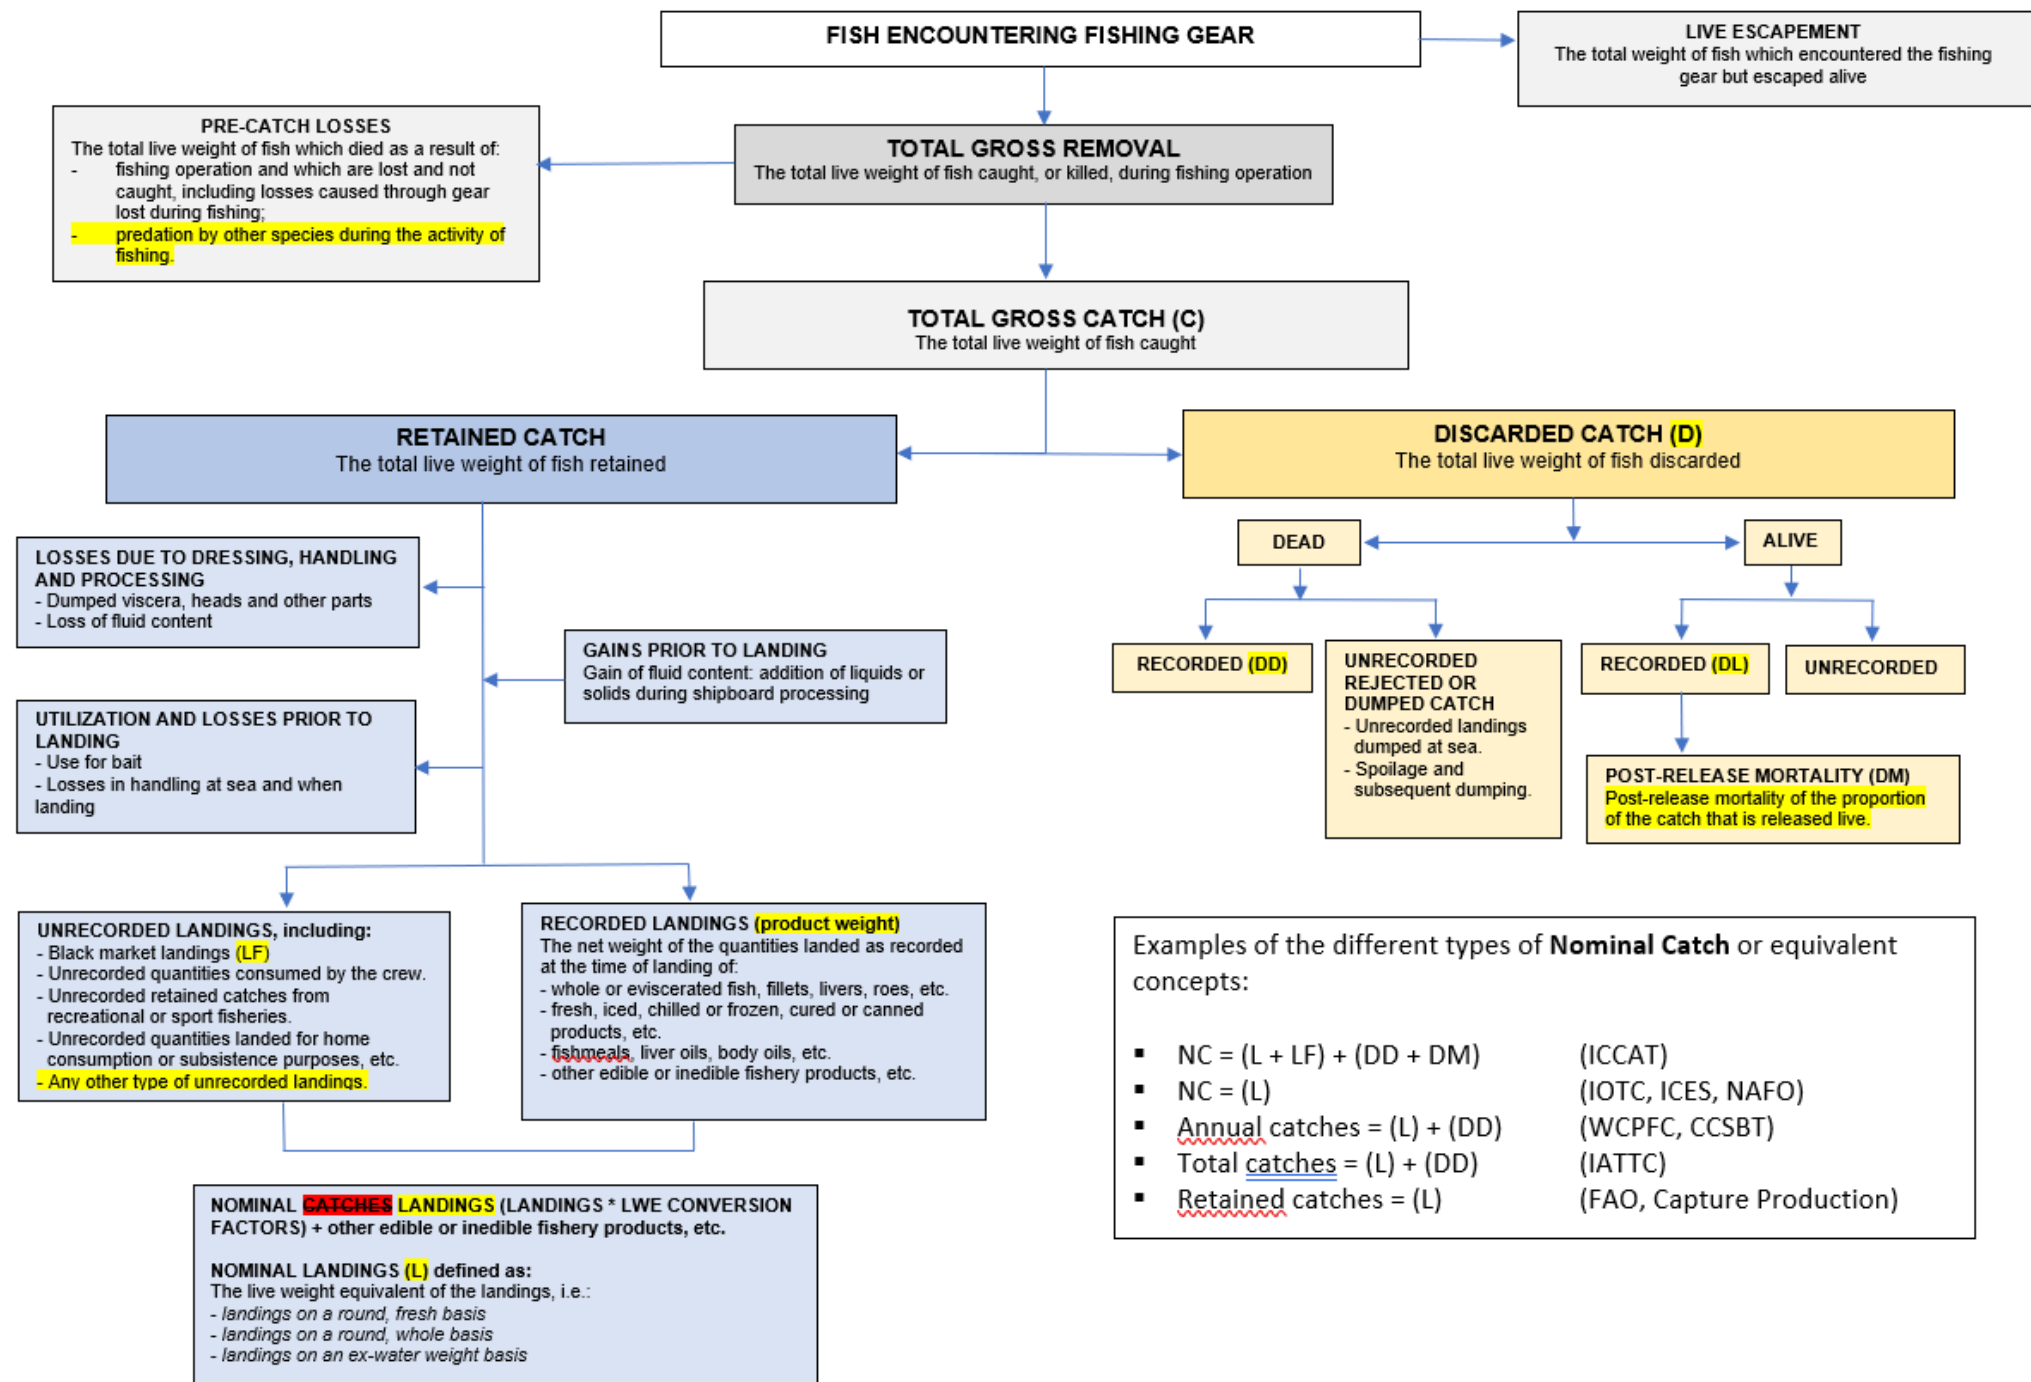 FISH ENCOUNTERING FISHING GEAR
LIVE ESCAPEMENT
The total weight of fish which encountered the fishing
gear but escaped alive
PRE-CATCH LOSSES
The total live weight of fish which died as a result of:
- fishing operation and which are lost and not
caught, including losses caused through gear
lost during fishing;
- predation by other species during the activity of
fishing.
TOTAL GROSS REMOVAL
The total live weight of fish caught, or killed, during fishing operation
TOTAL GROSS CATCH (C)
The total live weight of fish caught
RETAINED CATCH
The total live weight of fish retained
DISCARDED CATCH (D)
The total live weight of fish discarded
LOSSES DUE TO DRESSING, HANDLING
AND PROCESSING
- Dumped viscera, heads and other parts
- Loss of fluid content
GAINS PRIOR TO LANDING
Gain of fluid content: addition of liquids or
solids during shipboard processing
UTILIZATION AND LOSSES PRIOR TO
LANDING
- Use for bait
- Losses in handling at sea and when
landing
DEAD
ALIVE
RECORDED (DD)
UNRECORDED
REJECTED OR
DUMPED CATCH
- Unrecorded landings
dumped at sea.
- Spoilage and
subsequent dumping.
RECORDED (DL)
UNRECORDED
POST-RELEASE MORTALITY (DM)
Post-release mortality of the proportion
of the catch that is released live.
UNRECORDED LANDINGS, including:
- Black market landings (LF)
- Unrecorded quantities consumed by the crew.
- Unrecorded retained catches from
recreational or sport fisheries.
- Unrecorded quantities landed for home
consumption or subsistence purposes, etc.
- Any other type of unrecorded landings.
RECORDED LANDINGS (product weight)
The net weight of the quantities landed as recorded
at the time of landing of:
- whole or eviscerated fish, fillets, livers, roes, etc.
- fresh, iced, chilled or frozen, cured or canned
products, etc.
- fishmeals, liver oils, body oils, etc.
- other edible or inedible fishery products, etc.
NOMINAL CATCHES LANDINGS (LANDINGS * LWE CONVERSION
FACTORS) + other edible or inedible fishery products, etc.
NOMINAL LANDINGS (L) defined as:
The live weight equivalent of the landings, i.e.:
- landings on a round, fresh basis
- landings on a round, whole basis
- landings on an ex-water weight basis
Examples of the different types of Nominal Catch or equivalent
concepts:
▪ NC = (L + LF) + (DD + DM) (ICCAT)
▪ NC = (L) (IOTC, ICES, NAFO)
▪ Annual catches = (L) + (DD) (WCPFC, CCSBT)
▪ Total catches = (L) + (DD) (IATTC)
▪ Retained catches = (L) (FAO, Capture Production)